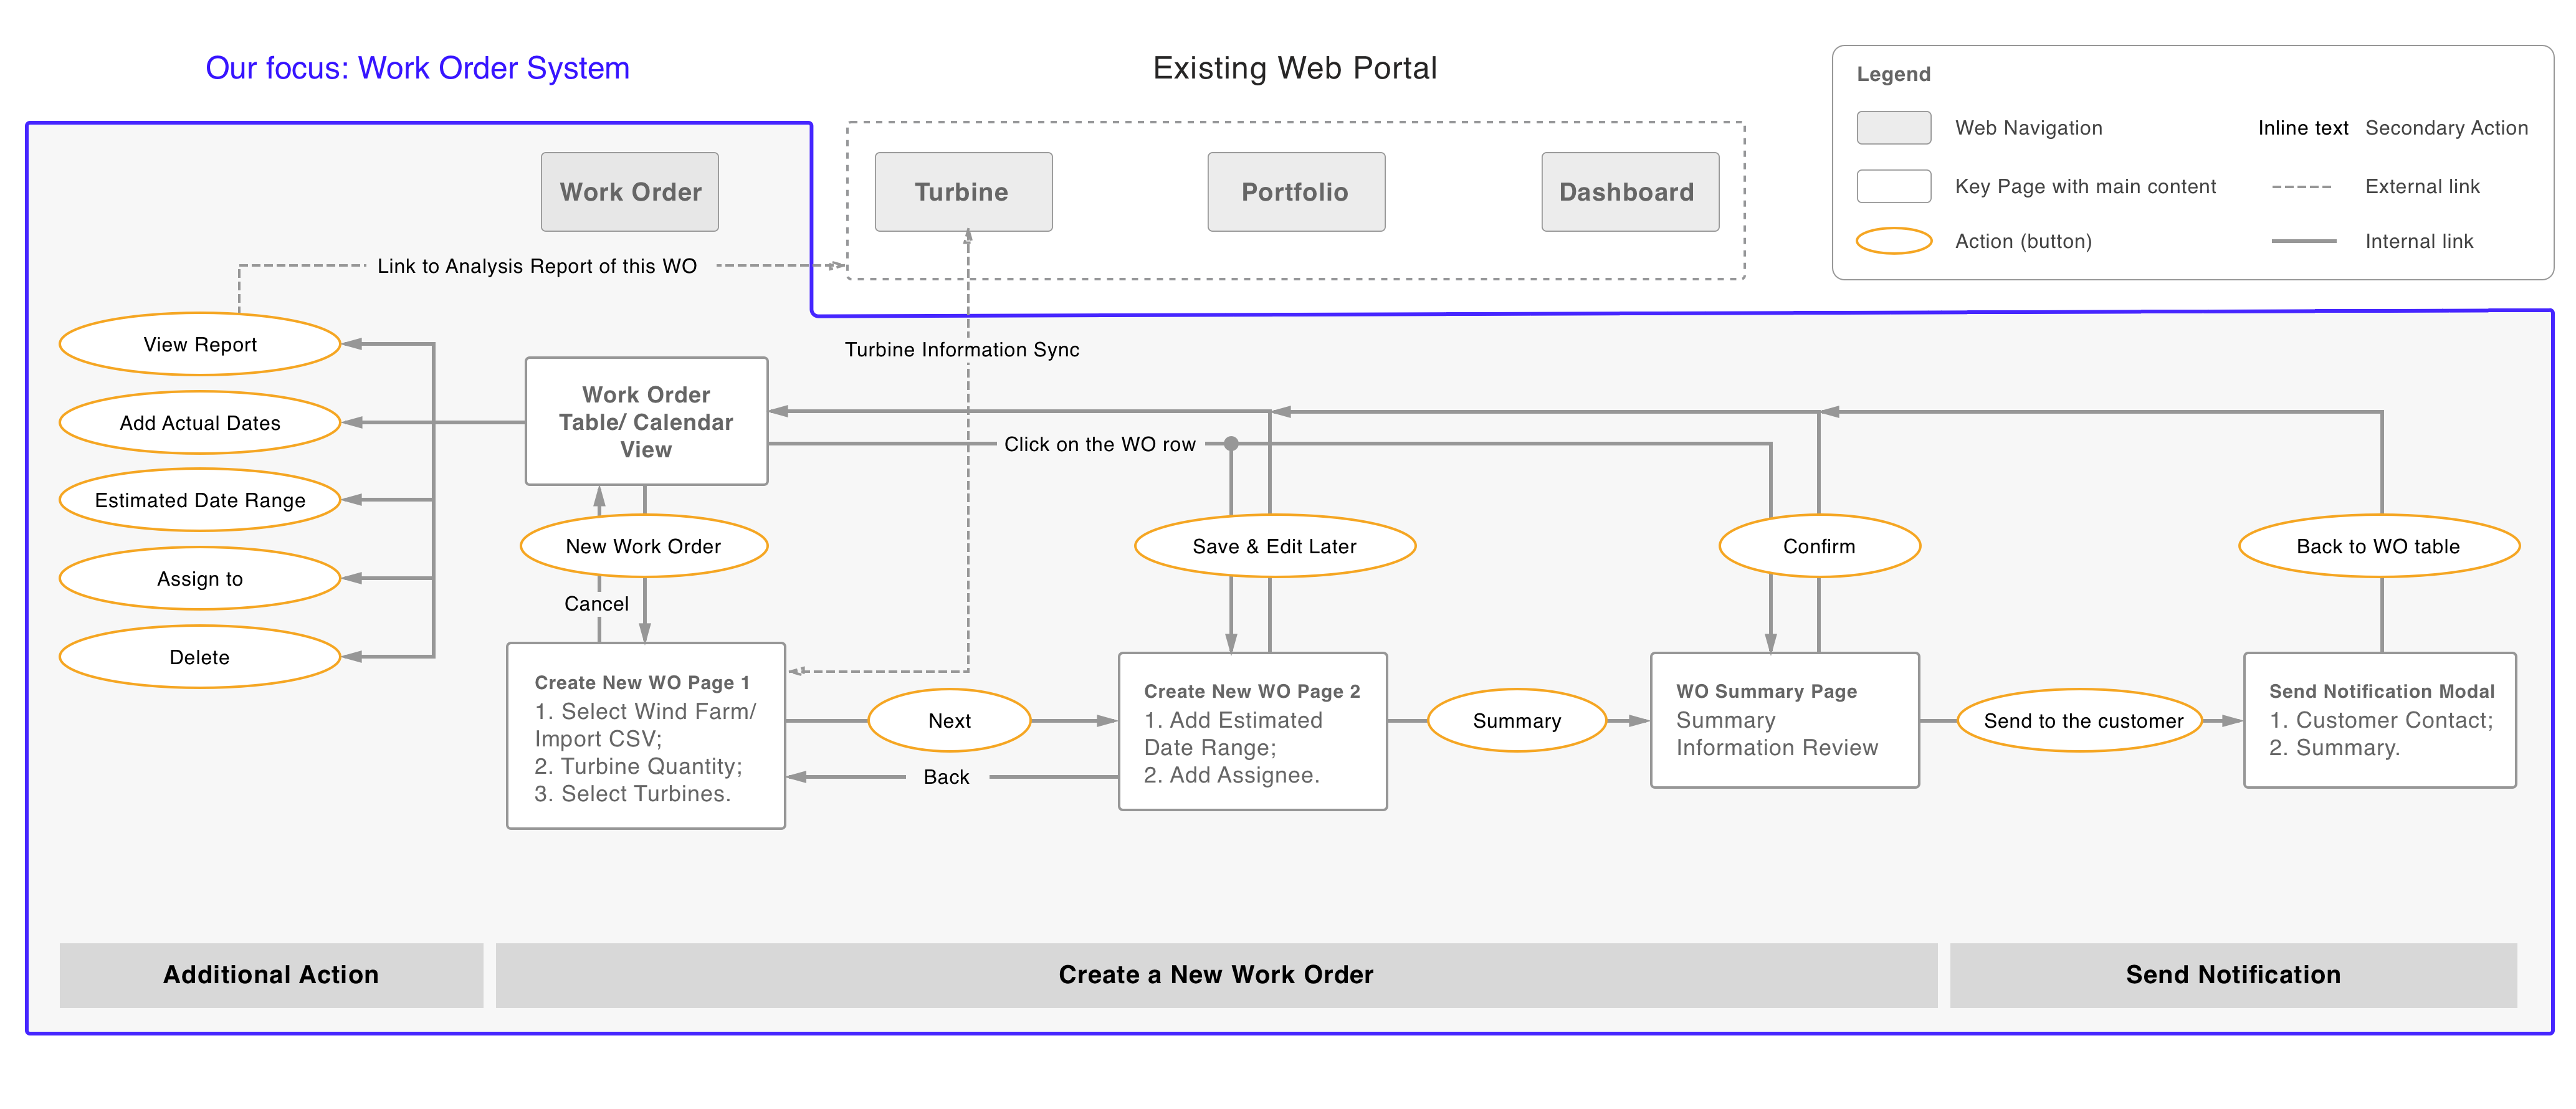 Our focus: Work Order System
Existing Web Portal
Legend
Web Navigation
Inline text
Secondary Action
Key Page with main content
External link
Action (button)
Internal link
Work Order
Turbine
Portfolio
Dashboard
Link to Analysis Report of this WO
View Report
Add Actual Dates
Estimated Date Range
Assign to
Delete
Turbine Information Sync
Work Order
Table/ Calendar
View
Click on the WO row
New Work Order
Cancel
Save & Edit Later
Confirm
Back to WO table
Create New WO Page 1
1. Select Wind Farm/
Import CSV;
2. Turbine Quantity;
3. Select Turbines.
Next
Back
Create New WO Page 2
1. Add Estimated
Date Range;
2. Add Assignee.
Summary
WO Summary Page
Summary
Information Review
Send to the customer
Send Notification Modal
1. Customer Contact;
2. Summary.
Additional Action
Create a New Work Order
Send Notification